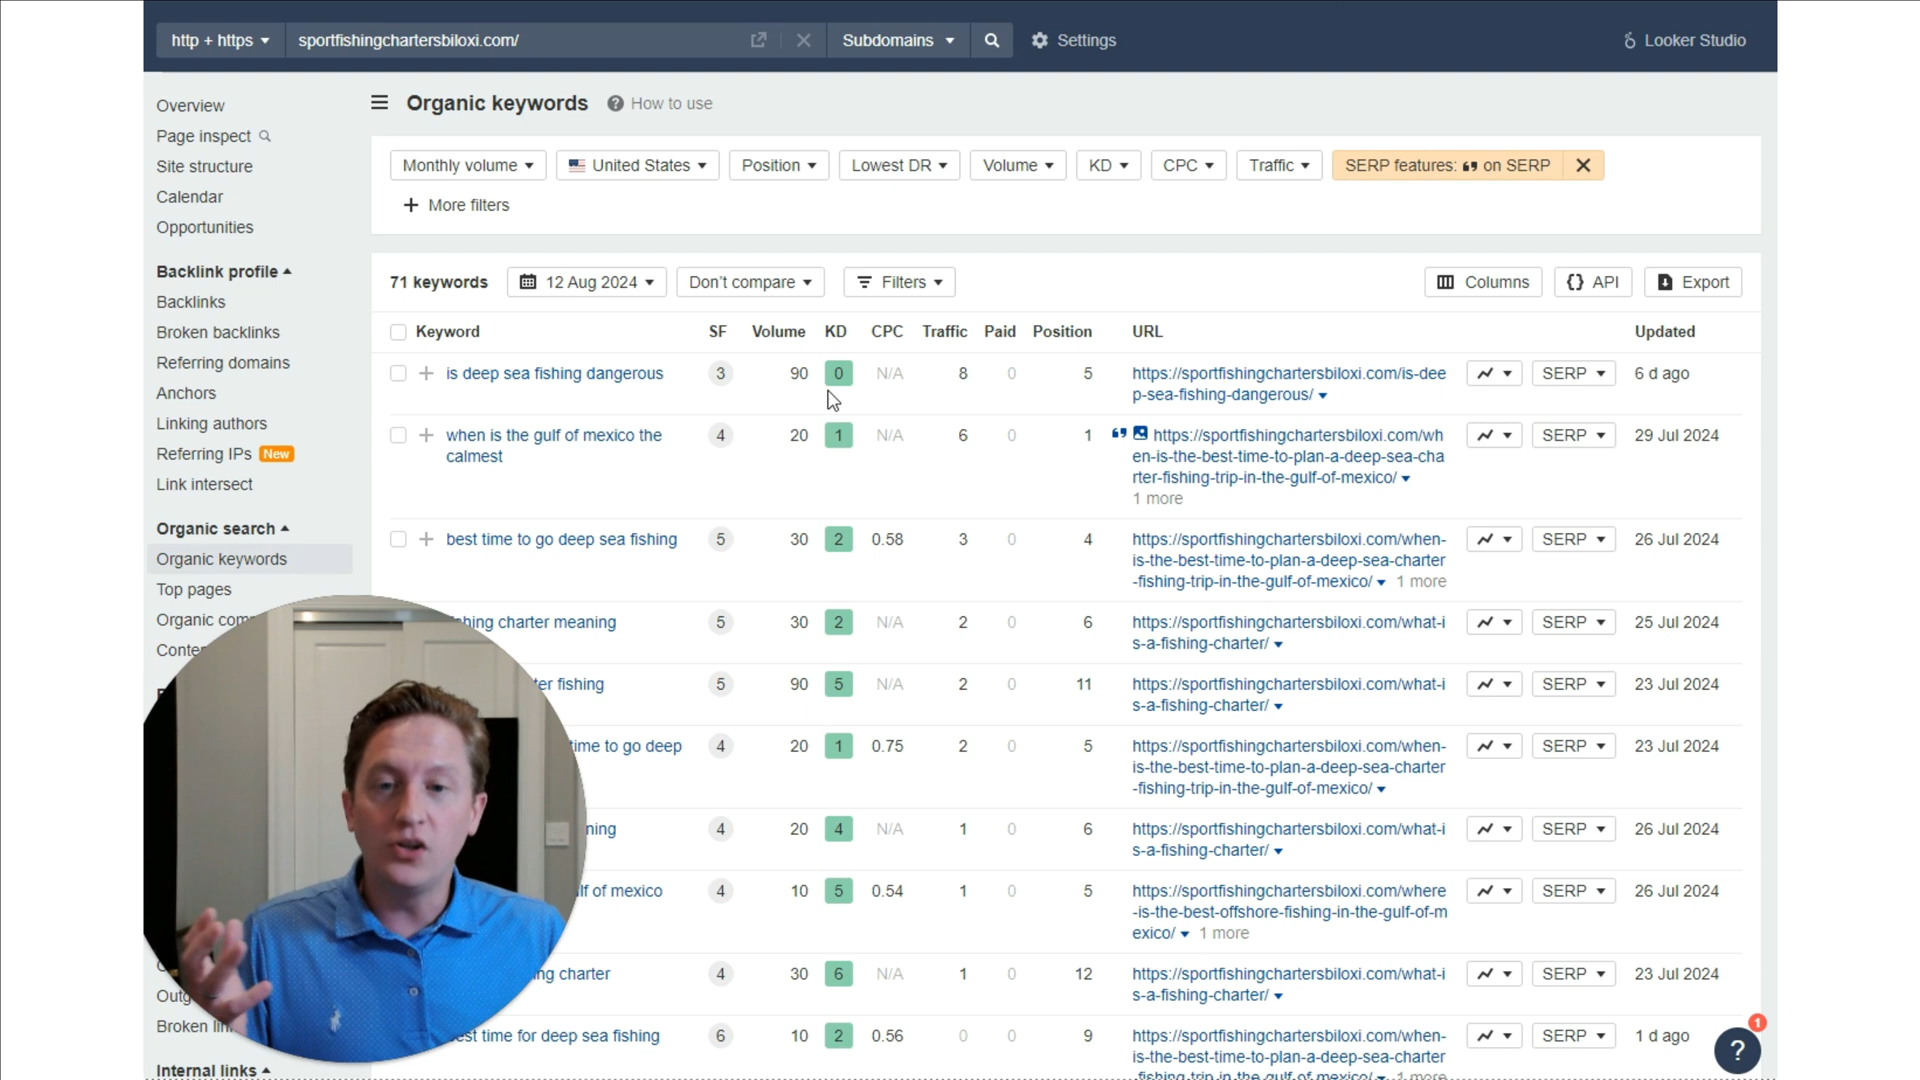 http + https
sportfishingchartersbiloxi.com/
Subdomains
Settings
Looker Studio
Overview
Page inspect
Site structure
Calendar
Opportunities
Backlink profile
Backlinks
Broken backlinks
Referring domains
Anchors
Linking authors
Referring IPs New
Link intersect
Organic search
Organic keywords
Top pages
Organic com
Conte
Outg
Broken lin
Internal links
Organic keywords
? How to use
Monthly volume
United States
Position
Lowest DR
Volume
KD
CPC
Traffic
SERP features: on SERP
+ More filters
71 keywords
12 Aug 2024
Don't compare
Filters
Columns
{} API
Export
Keyword SF Volume KD CPC Traffic Paid Position URL Updated
is deep sea fishing dangerous 3 90 0 N/A 8 0 5 https://sportfishingchartersbiloxi.com/is-dee SERP 6 d ago
p-sea-fishing-dangerous/
when is the gulf of mexico the 4 20 1 N/A 6 0 1 https://sportfishingchartersbiloxi.com/wh SERP 29 Jul 2024
calmest en-is-the-best-time-to-plan-a-deep-sea-cha
rter-fishing-trip-in-the-gulf-of-mexico/
1 more
best time to go deep sea fishing 5 30 2 0.58 3 0 4 https://sportfishingchartersbiloxi.com/when- SERP 26 Jul 2024
is-the-best-time-to-plan-a-deep-sea-charter
-fishing-trip-in-the-gulf-of-mexico/ 1 more
hing charter meaning 5 30 2 N/A 2 0 6 https://sportfishingchartersbiloxi.com/what-i SERP 25 Jul 2024
s-a-fishing-charter/
ter fishing 5 90 5 N/A 2 0 11 https://sportfishingchartersbiloxi.com/what-i SERP 23 Jul 2024
s-a-fishing-charter/
time to go deep 4 20 1 0.75 2 0 5 https://sportfishingchartersbiloxi.com/when- SERP 23 Jul 2024
is-the-best-time-to-plan-a-deep-sea-charter
-fishing-trip-in-the-gulf-of-mexico/
ning 4 20 4 N/A 1 0 6 https://sportfishingchartersbiloxi.com/what-i SERP 26 Jul 2024
s-a-fishing-charter/
lf of mexico 4 10 5 0.54 1 0 5 https://sportfishingchartersbiloxi.com/where SERP 26 Jul 2024
-is-the-best-offshore-fishing-in-the-gulf-of-m
exico/ 1 more
ng charter 4 30 6 N/A 1 0 12 https://sportfishingchartersbiloxi.com/what-i SERP 23 Jul 2024
s-a-fishing-charter/
est time for deep sea fishing 6 10 2 0.56 0 0 9 https://sportfishingchartersbiloxi.com/when- SERP 1 d ago
is-the-best-time-to-plan-a-deep-sea-charter
-fishing-trip-in-the-gulf-of-mexico/ 1 more
?
1